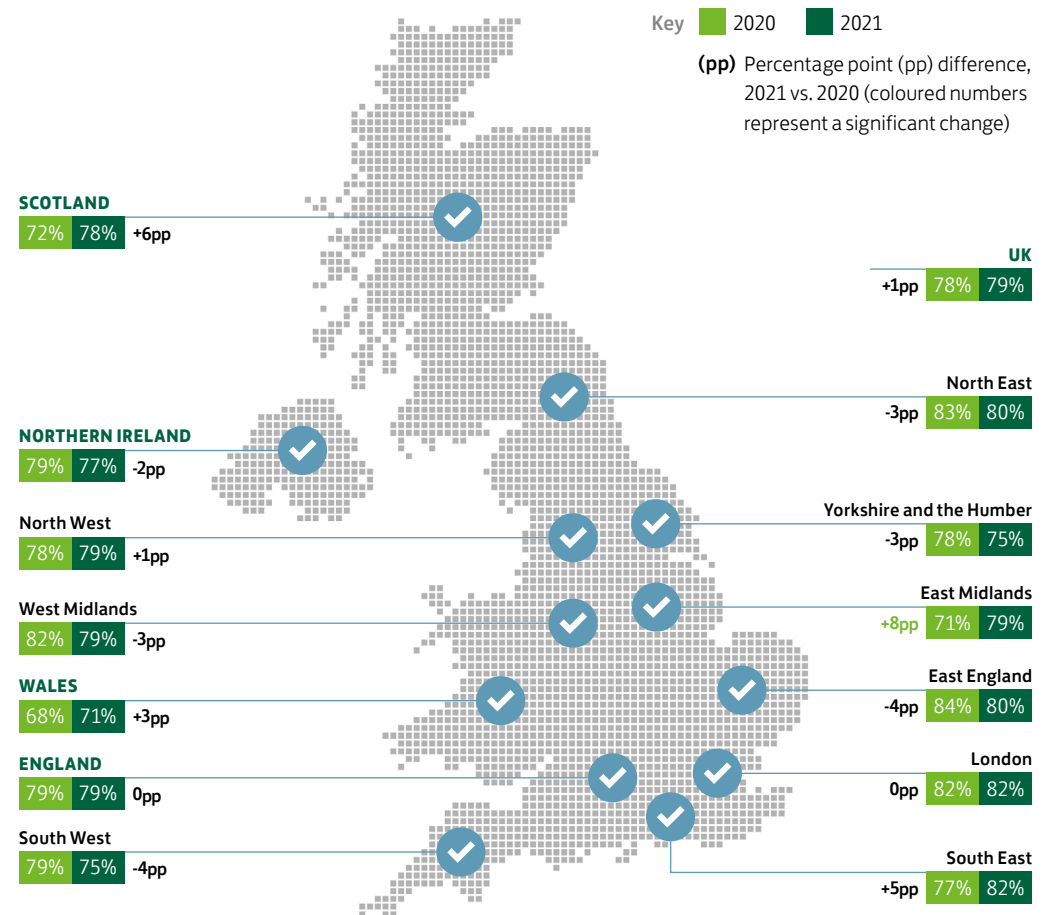 Key 2020 2021
(pp) Percentage point (pp) difference,
2021 vs. 2020 (coloured numbers
represent a significant change)
SCOTLAND
72% 78% +6pp
NORTHERN IRELAND
79% 77% -2pp
North West
78% 79% +1pp
West Midlands
82% 79% -3pp
WALES
68% 71% +3pp
ENGLAND
79% 79% 0pp
South West
79% 75% -4pp
UK
+1pp 78% 79%
North East
-3pp 83% 80%
Yorkshire and the Humber
-3pp 78% 75%
East Midlands
+8pp 71% 79%
East England
-4pp 84% 80%
London
0pp 82% 82%
South East
+5pp 77% 82%